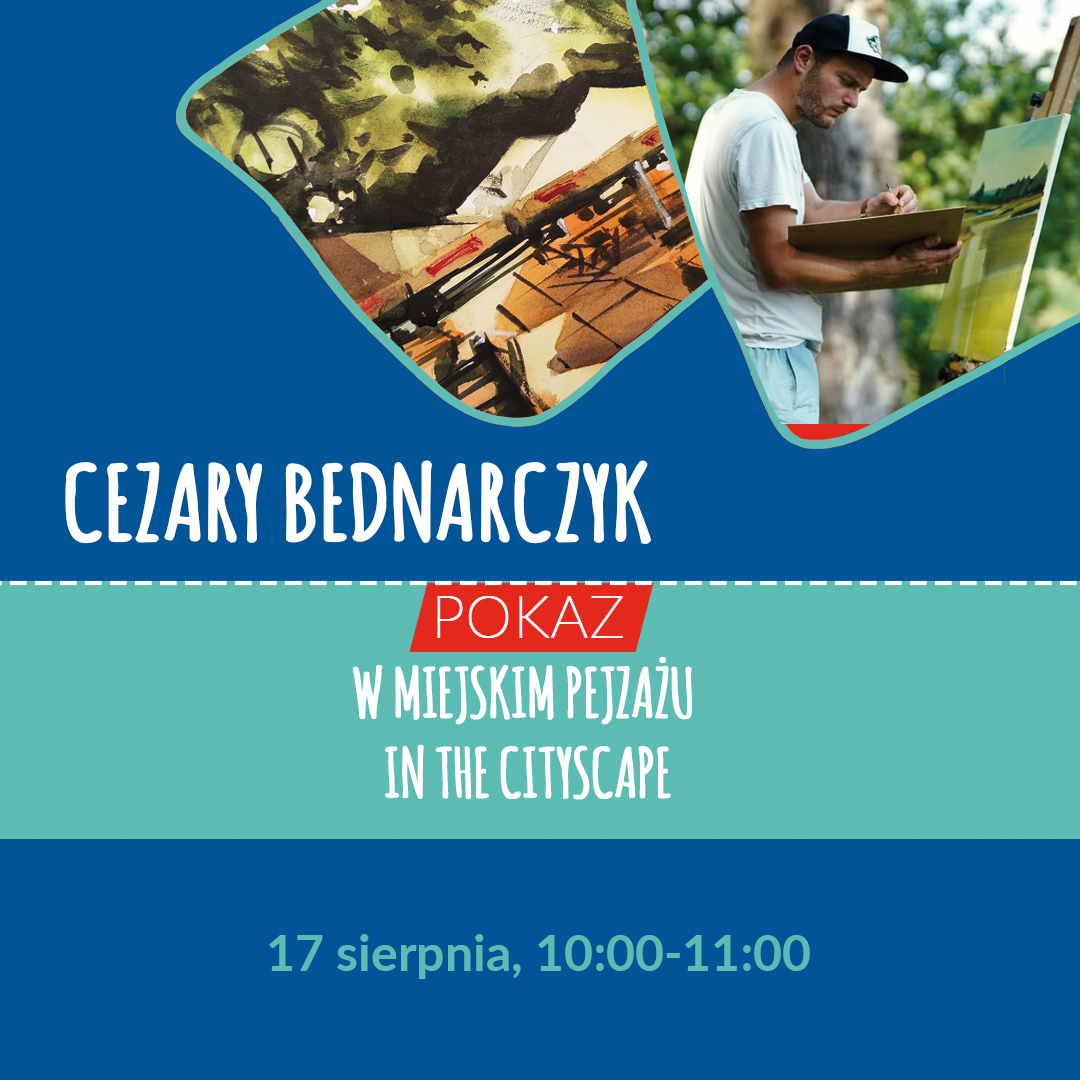 CEZARY BEDNARCZYK
POKAZ
W MIEJSKIM PEJZAŻU
IN THE CITYSCAPE
17 sierpnia, 10:00-11:00